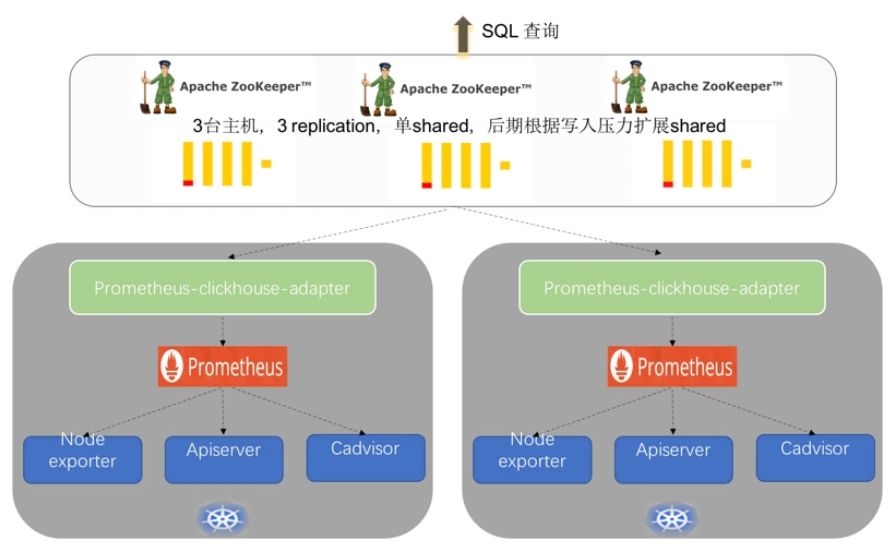 SQL 查询
Apache ZooKeeper™
Apache ZooKeeper™
Apache ZooKeeper™
3台主机，3 replication，单shared，后期根据写入压力扩展shared
Prometheus-clickhouse-adapter
Prometheus-clickhouse-adapter
Prometheus
Prometheus
Node
exporter
Apiserver
Cadvisor
Node
exporter
Apiserver
Cadvisor